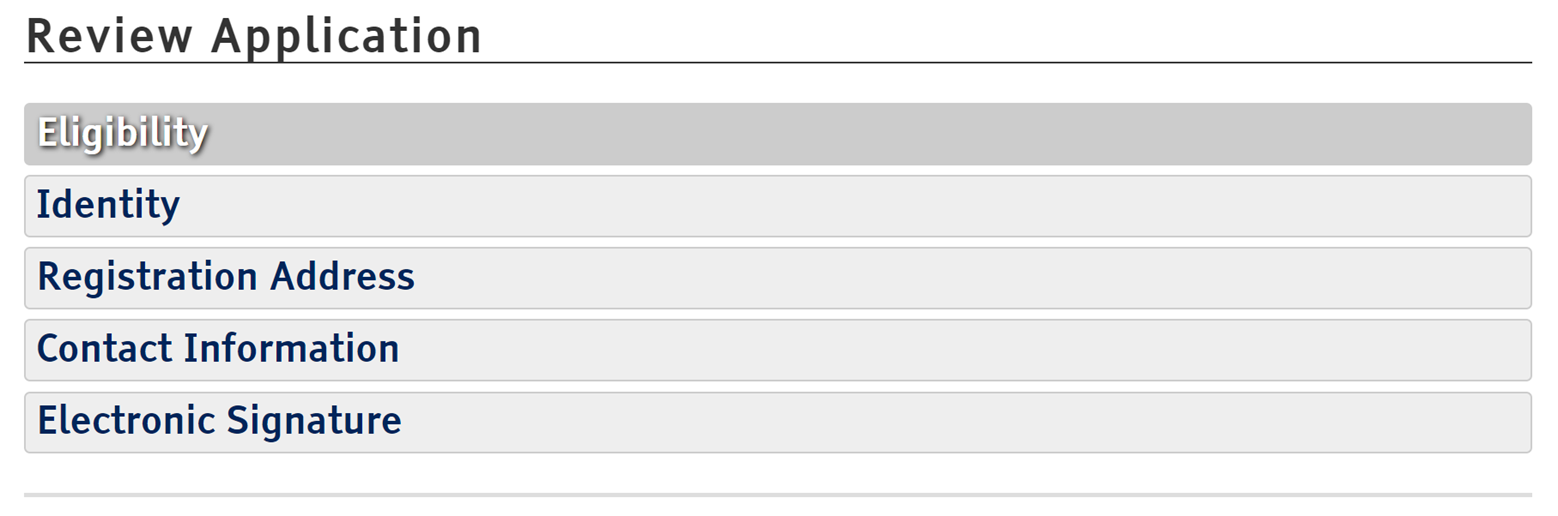 Review Application
Eligibility
Identity
Registration Address
Contact Information
Electronic Signature